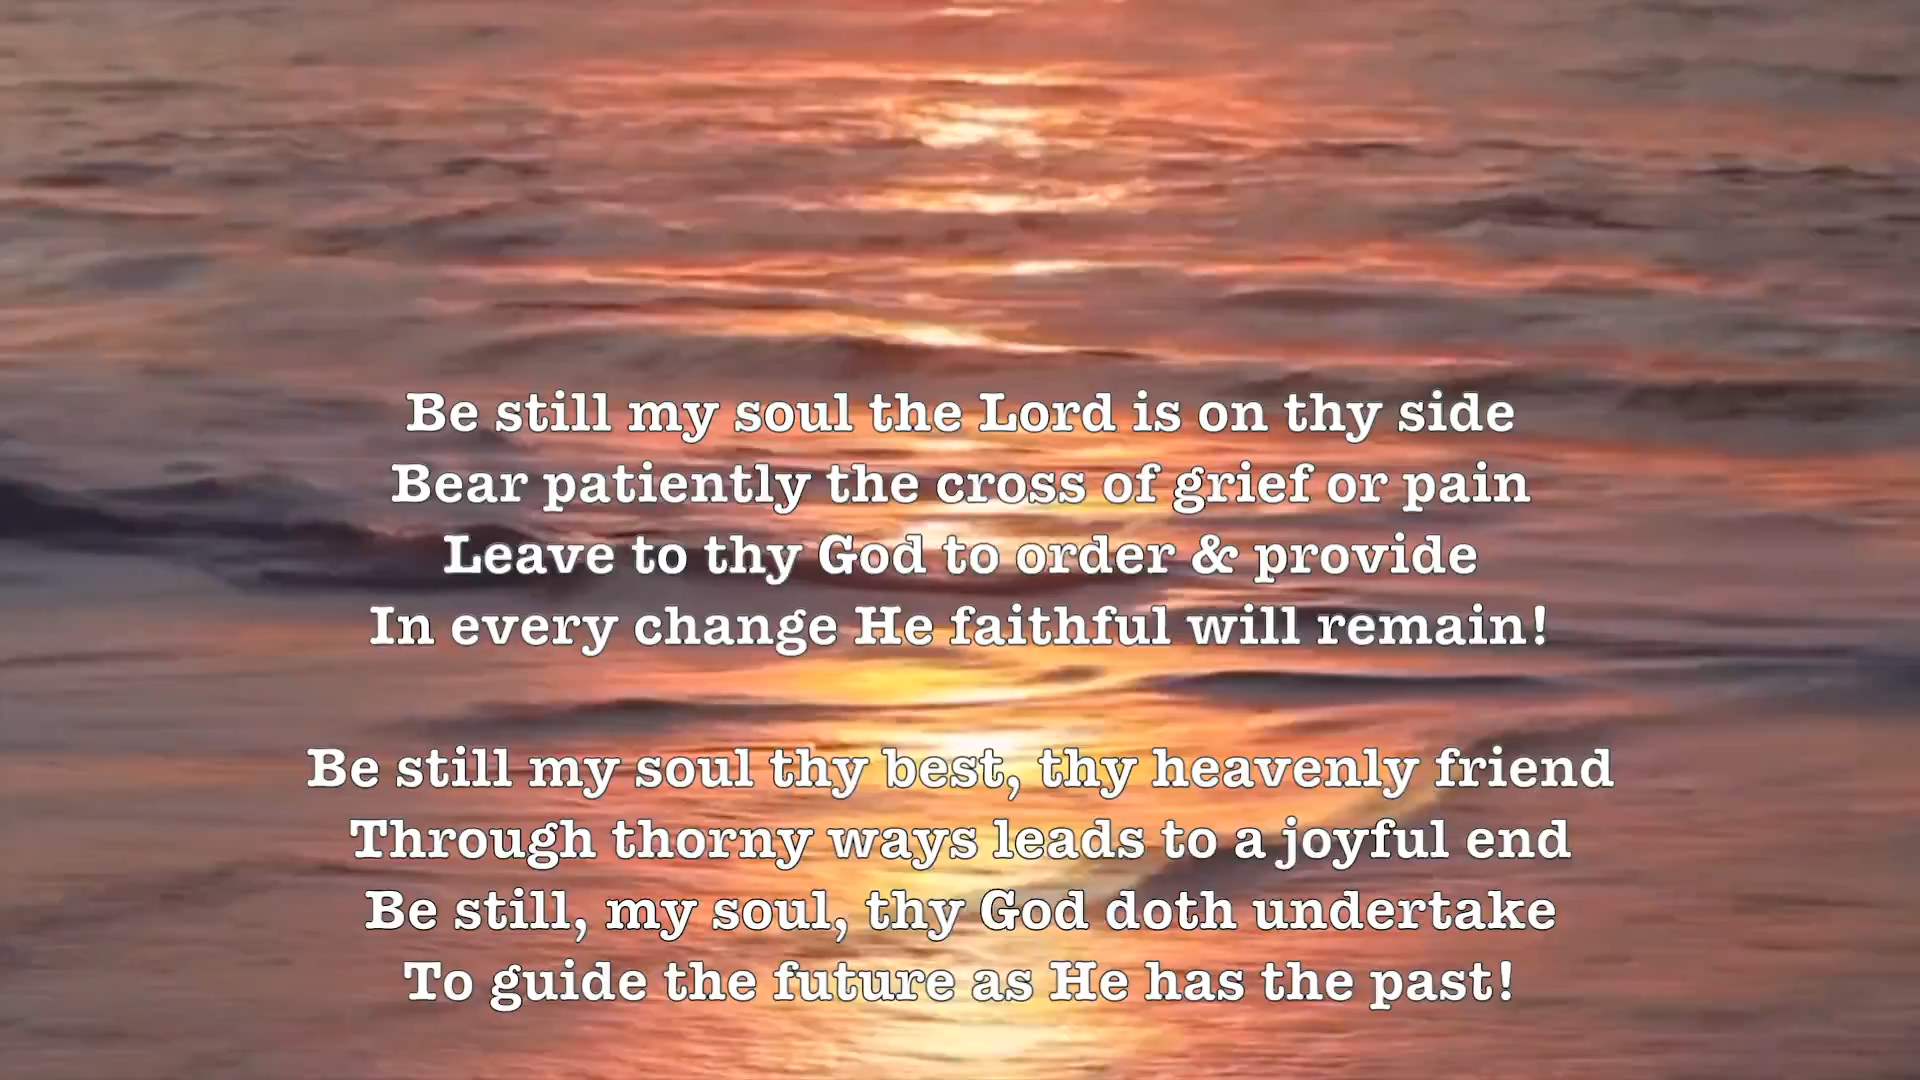 Be still my soul the Lord is on thy side
Bear patiently the cross of grief or pain
Leave to thy God to order & provide
In every change He faithful will remain!
Be still my soul thy best, thy heavenly friend
Through thorny ways leads to a joyful end
Be still, my soul, thy God doth undertake
To guide the future as He has the past!